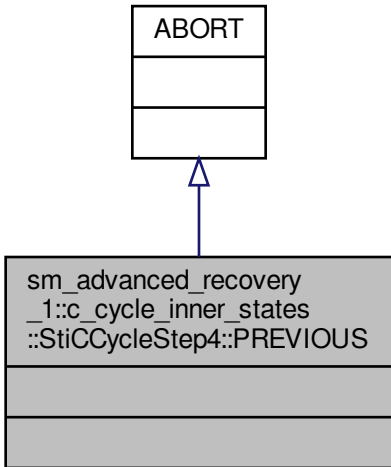 ABORT
sm_advanced_recovery
_1::c_cycle_inner_states
::StiCCycleStep4::PREVIOUS